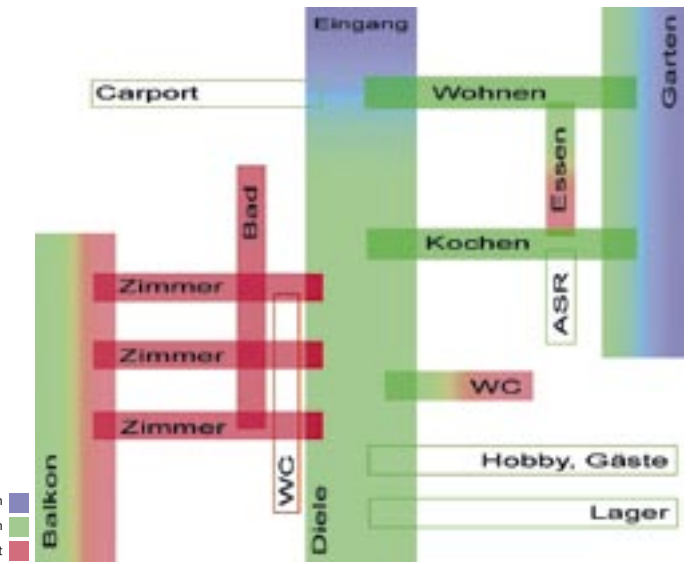 Eingang
Garten
Carport
Wohnen
Essen
Bad
Kochen
Zimmer
ASR
Zimmer
WC
Zimmer
WC
Hobby, Gäste
Balkon
Diele
Lager